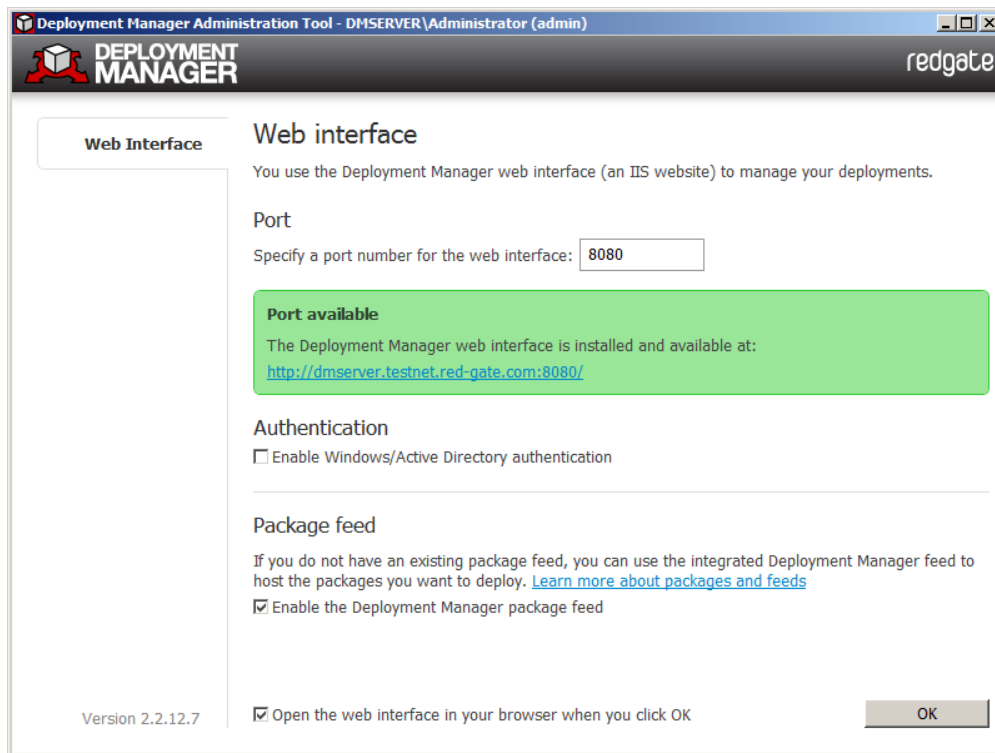 Deployment Manager Administration Tool - DMSERVER\Administrator (admin)
DEPLOYMENT
MANAGER
redgate
Web Interface
Web interface
You use the Deployment Manager web interface (an IIS website) to manage your deployments.
Port
Specify a port number for the web interface: 8080
Port available
The Deployment Manager web interface is installed and available at:
http://dmserver.testnet.red-gate.com:8080/
Authentication
Enable Windows/Active Directory authentication
Package feed
If you do not have an existing package feed, you can use the integrated Deployment Manager feed to
host the packages you want to deploy. Learn more about packages and feeds
Enable the Deployment Manager package feed
Version 2.2.12.7
Open the web interface in your browser when you click OK
OK